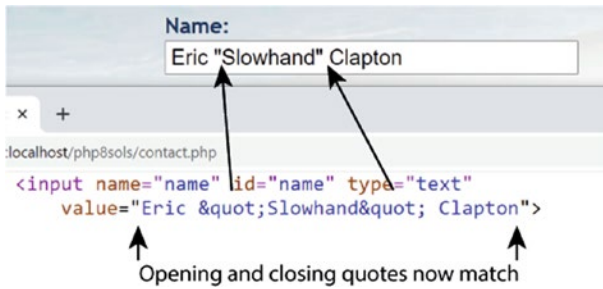 Name:
Eric "Slowhand" Clapton
× +
localhost/php8sols/contact.php
<input name="name" id="name" type="text"
value="Eric &quot;Slowhand&quot; Clapton">
Opening and closing quotes now match